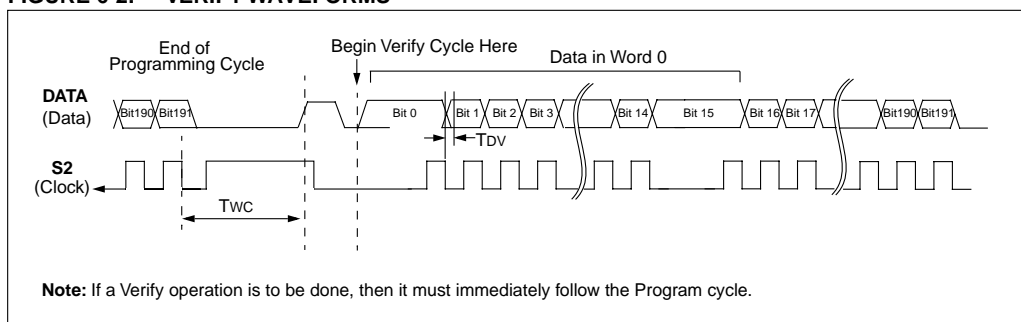 FIGURE 6-2: VERIFY WAVEFORMS
End of
Programming Cycle
Begin Verify Cycle Here
Data in Word 0
DATA
(Data)
Bit190 Bit191 Bit 0 Bit 1 Bit 2 Bit 3 Bit 14 Bit 15 Bit 16 Bit 17 Bit190 Bit191
TDV
S2
(Clock)
TWC
Note: If a Verify operation is to be done, then it must immediately follow the Program cycle.